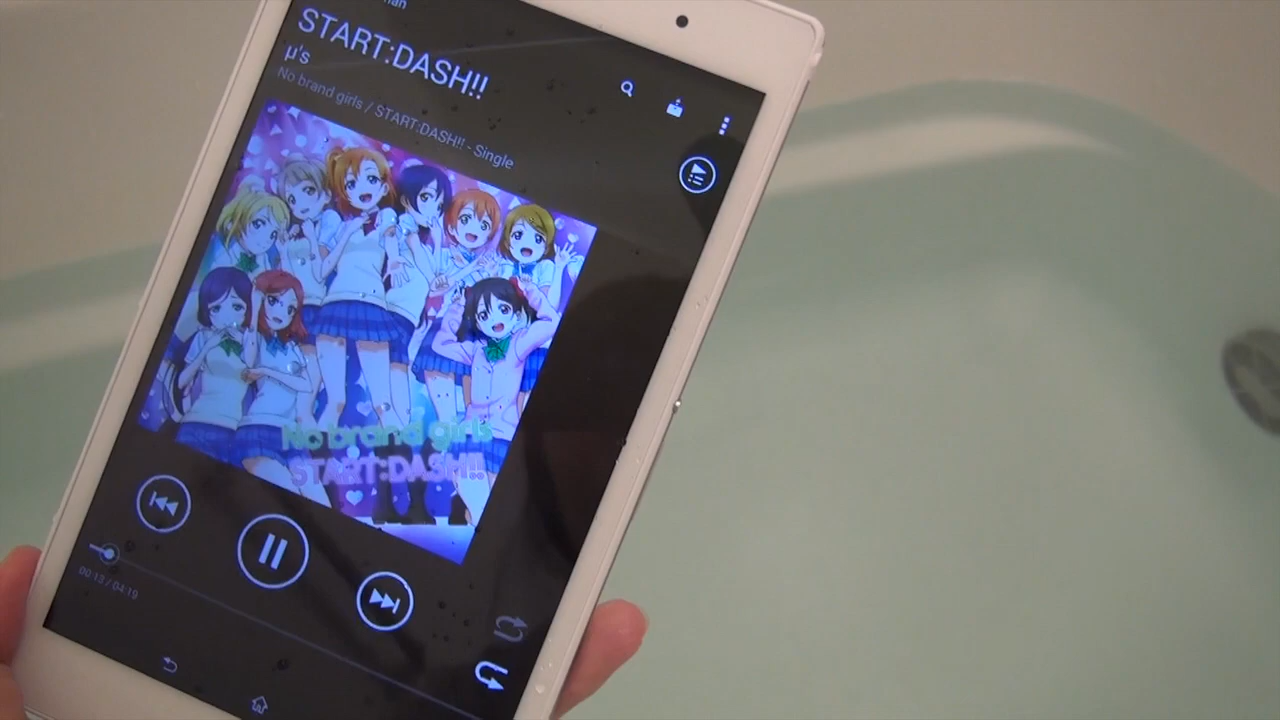 START:DASH!!
μ's
No brand girls / START:DASH!! - Single
No brand girls
START:DASH!!
00:13 / 04:19